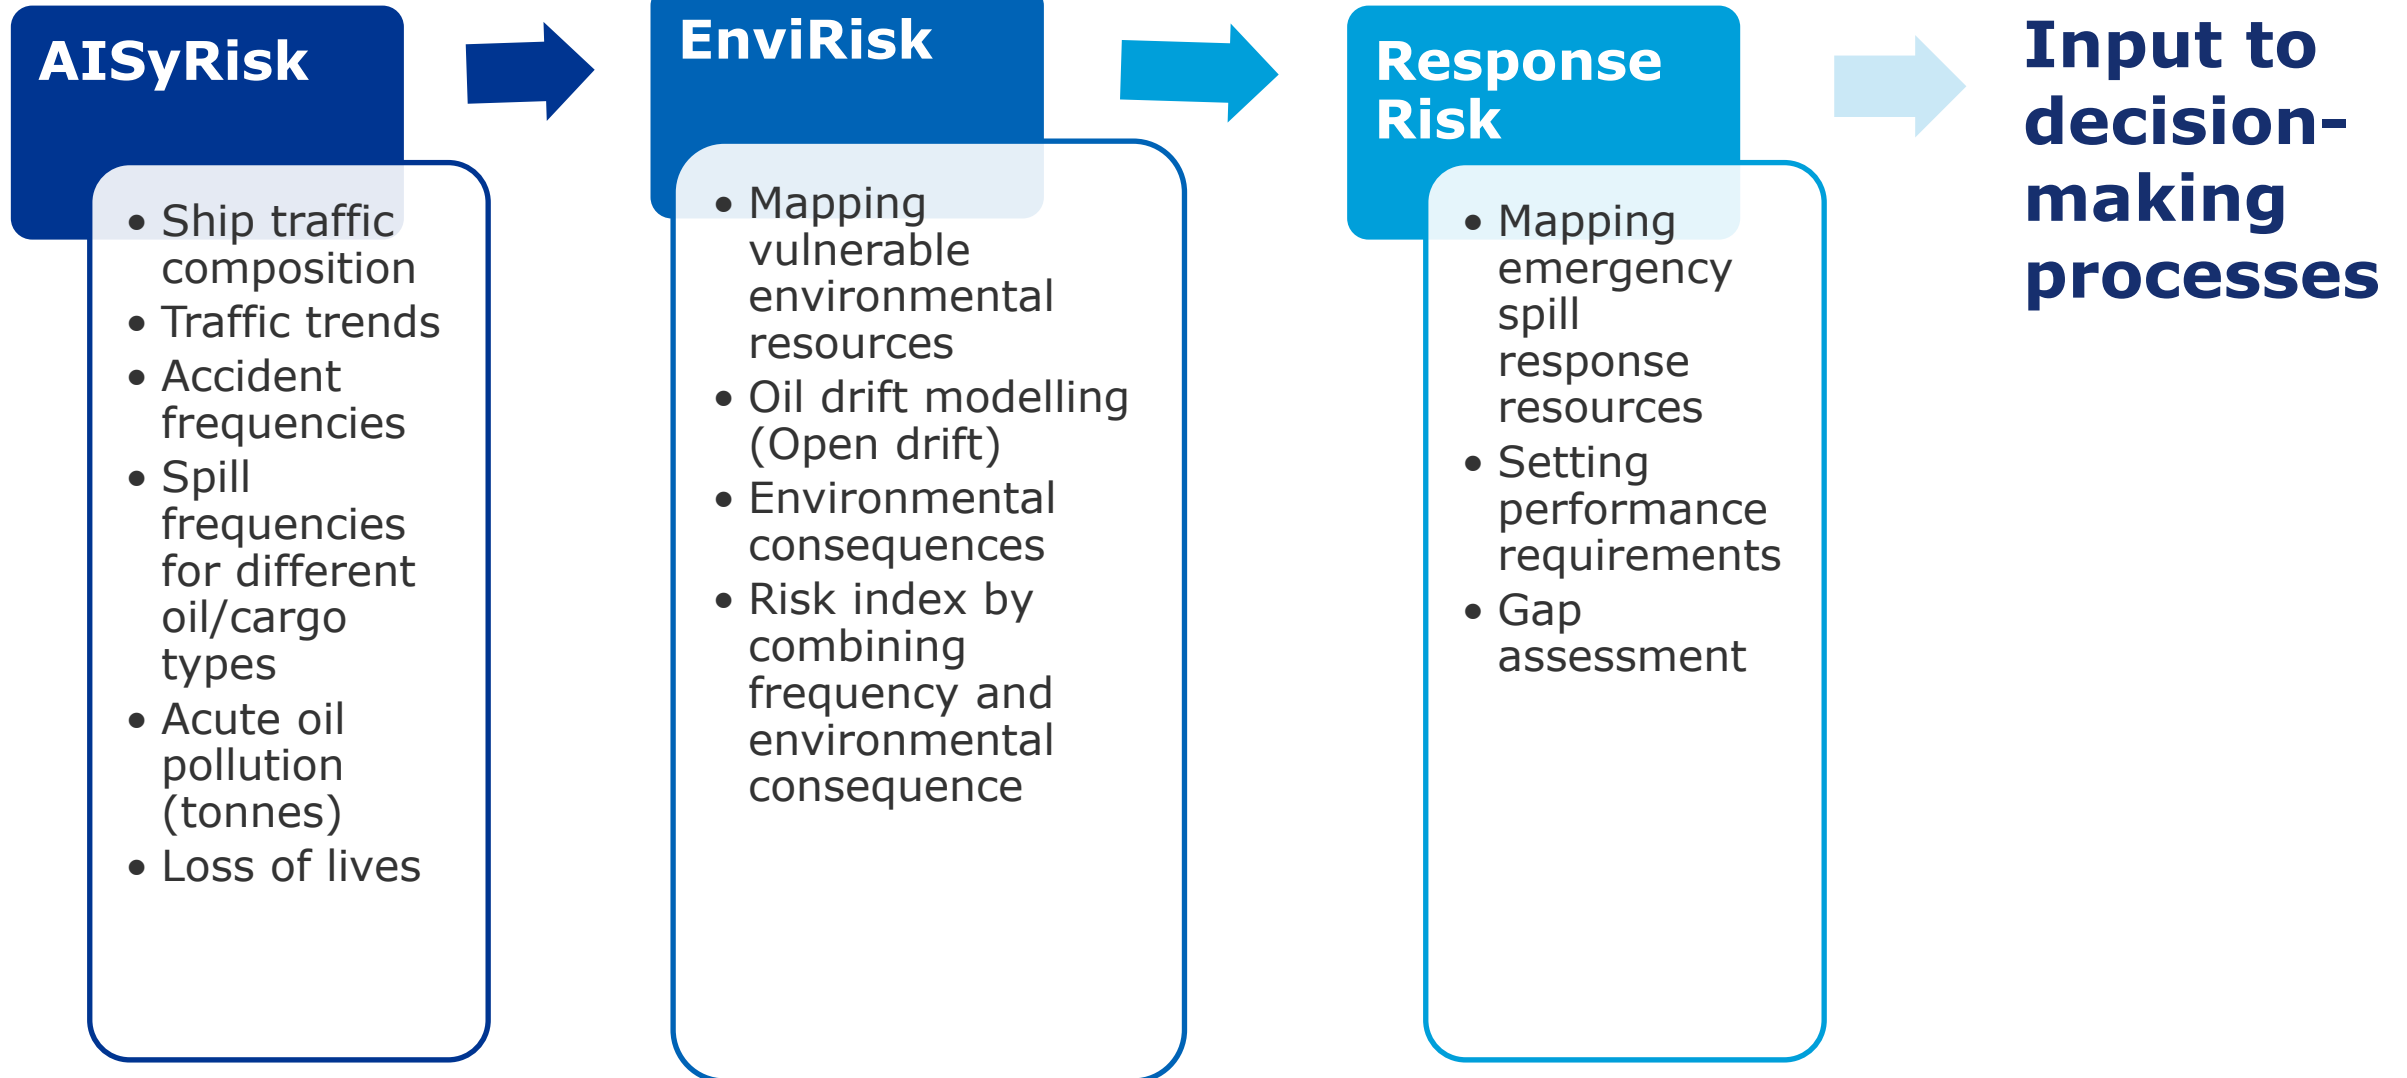 AISyRisk
• Ship traffic
composition
• Traffic trends
• Accident
frequencies
• Spill
frequencies
for different
oil/cargo
types
• Acute oil
pollution
(tonnes)
• Loss of lives
EnviRisk
• Mapping
vulnerable
environmental
resources
• Oil drift modelling
(Open drift)
• Environmental
consequences
• Risk index by
combining
frequency and
environmental
consequence
Response
Risk
• Mapping
emergency
spill
response
resources
• Setting
performance
requirements
• Gap
assessment
Input to
decision-
making
processes